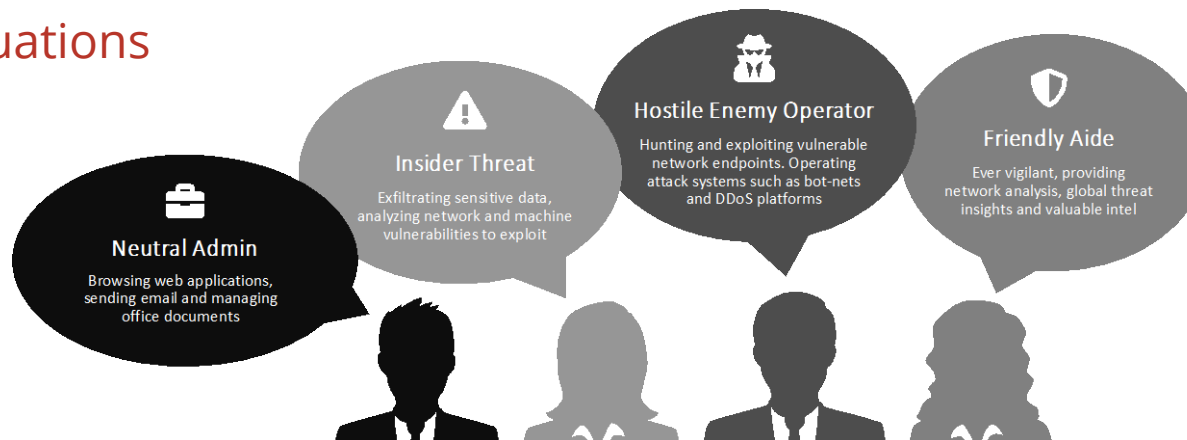 uations
Neutral Admin
Browsing web applications,
sending email and managing
office documents
Insider Threat
Exfiltrating sensitive data,
analyzing network and machine
vulnerabilities to exploit
Hostile Enemy Operator
Hunting and exploiting vulnerable
network endpoints. Operating
attack systems such as bot-nets
and DDoS platforms
Friendly Aide
Ever vigilant, providing
network analysis, global threat
insights and valuable intel